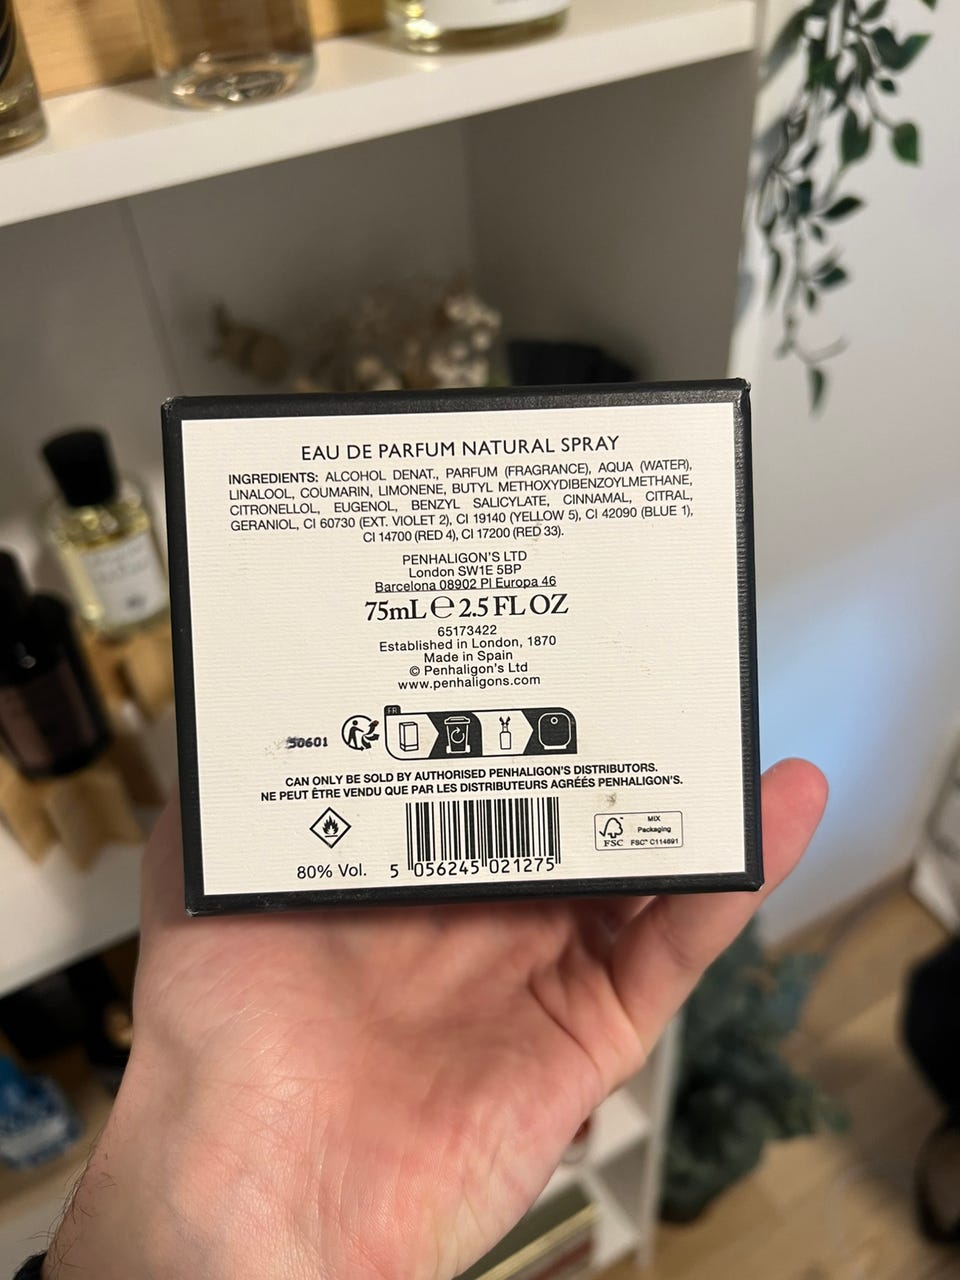 EAU DE PARFUM NATURAL SPRAY
INGREDIENTS: ALCOHOL DENAT., PARFUM (FRAGRANCE), AQUA (WATER),
LINALOOL, COUMARIN, LIMONENE, BUTYL METHOXYDIBENZOYLMETHANE,
CITRONELLOL, EUGENOL, BENZYL SALICYLATE, CINNAMAL, CITRAL,
GERANIOL, CI 60730 (EXT. VIOLET 2), CI 19140 (YELLOW 5), CI 42090 (BLUE 1),
CI 14700 (RED 4), CI 17200 (RED 33).
PENHALIGON'S LTD
London SW1E 5BP
Barcelona 08902 Pl Europa 46
75mL ℮ 2.5 FL OZ
65173422
Established in London, 1870
Made in Spain
© Penhaligon's Ltd
www.penhaligons.com
FR
50601
CAN ONLY BE SOLD BY AUTHORISED PENHALIGON'S DISTRIBUTORS.
NE PEUT ÊTRE VENDU QUE PAR LES DISTRIBUTEURS AGRÉÉS PENHALIGON'S.
80% Vol.
5 056245 021275
FSC
MIX
Packaging
FSC™ C114691